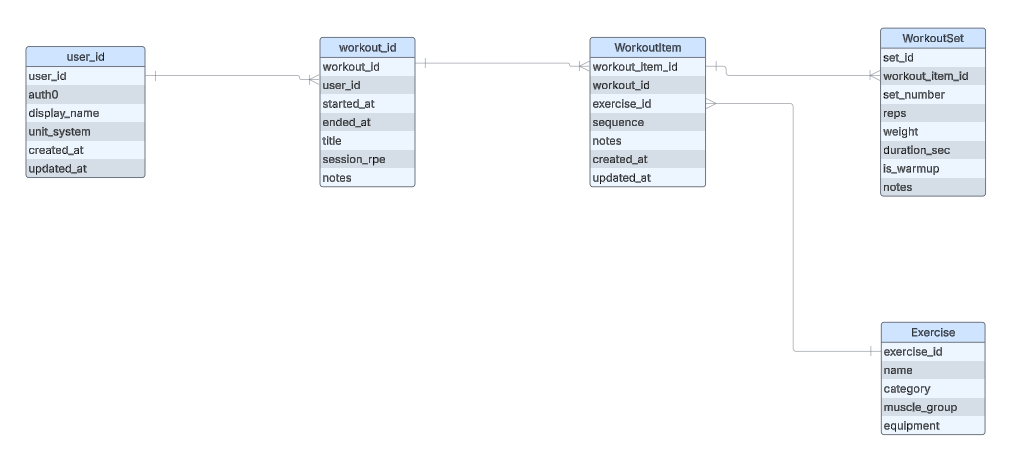 user_id
user_id
auth0
display_name
unit_system
created_at
updated_at
workout_id
workout_id
user_id
started_at
ended_at
title
session_rpe
notes
WorkoutItem
workout_item_id
workout_id
exercise_id
sequence
notes
created_at
updated_at
WorkoutSet
set_id
workout_item_id
set_number
reps
weight
duration_sec
is_warmup
notes
Exercise
exercise_id
name
category
muscle_group
equipment